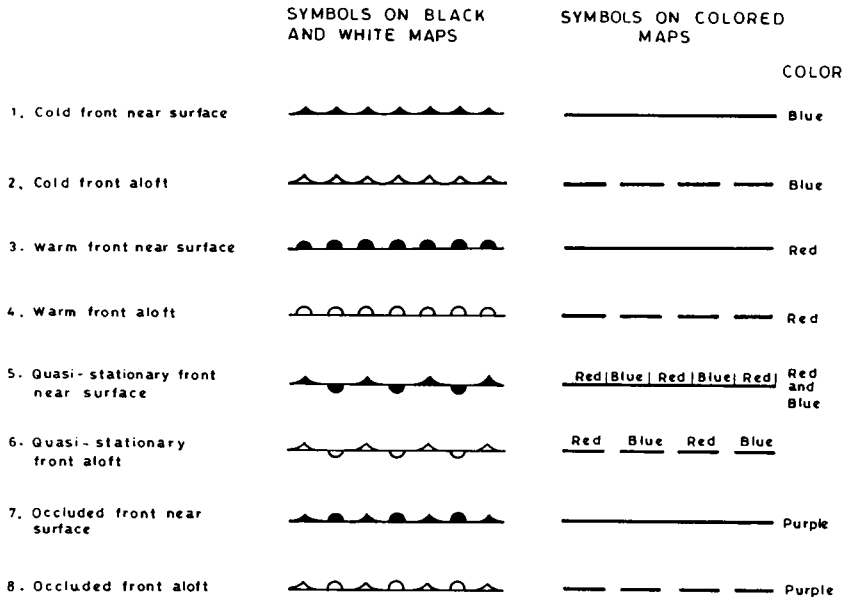 SYMBOLS ON BLACK
AND WHITE MAPS
SYMBOLS ON COLORED
MAPS
COLOR
1. Cold front near surface
Blue
2. Cold front aloft
Blue
3. Warm front near surface
Red
4. Warm front aloft
Red
5. Quasi-stationary front
near surface
Red Blue Red Blue Red
Red
and
Blue
6. Quasi-stationary
front aloft
Red Blue Red Blue
7. Occluded front near
surface
Purple
8. Occluded front aloft
Purple